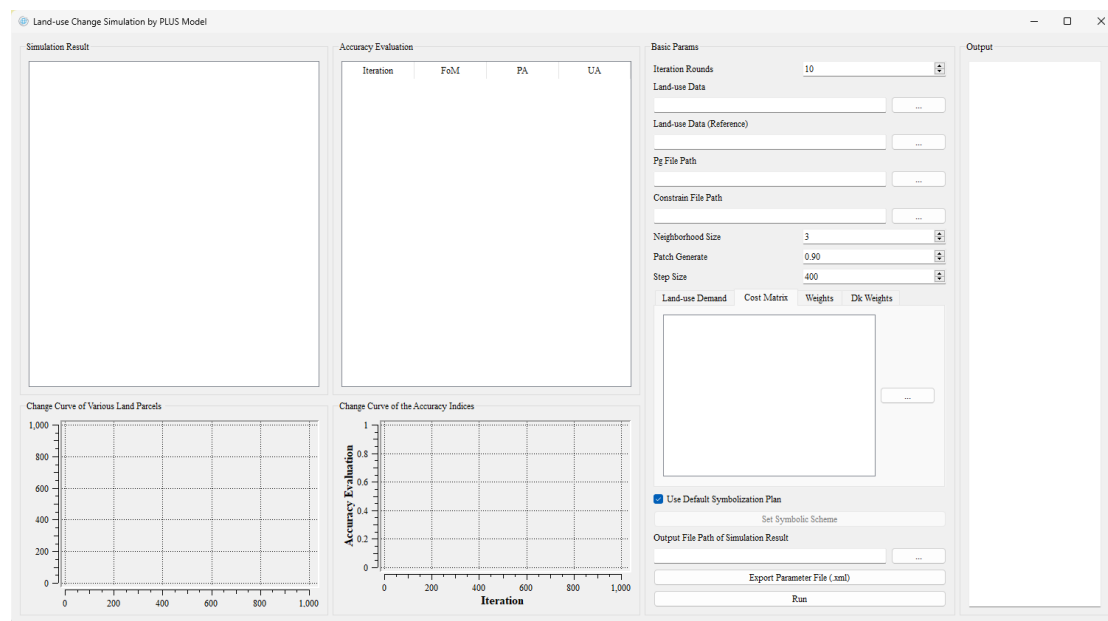 Land-use Change Simulation by PLUS Model
Simulation Result
Accuracy Evaluation
Iteration FoM PA UA
Change Curve of Various Land Parcels
1,000
800
600
400
200
0
0 200 400 600 800 1,000
Change Curve of the Accuracy Indices
Accuracy Evaluation
1
0.8
0.6
0.4
0.2
0
0 200 400 600 800 1,000
Iteration
Basic Params
Iteration Rounds 10
Land-use Data
...
Land-use Data (Reference)
...
Pg File Path
...
Constrain File Path
...
Neighborhood Size 3
Patch Generate 0.90
Step Size 400
Land-use Demand Cost Matrix Weights Dk Weights
...
Use Default Symbolization Plan
Set Symbolic Scheme
Output File Path of Simulation Result
...
Export Parameter File (.xml)
Run
Output